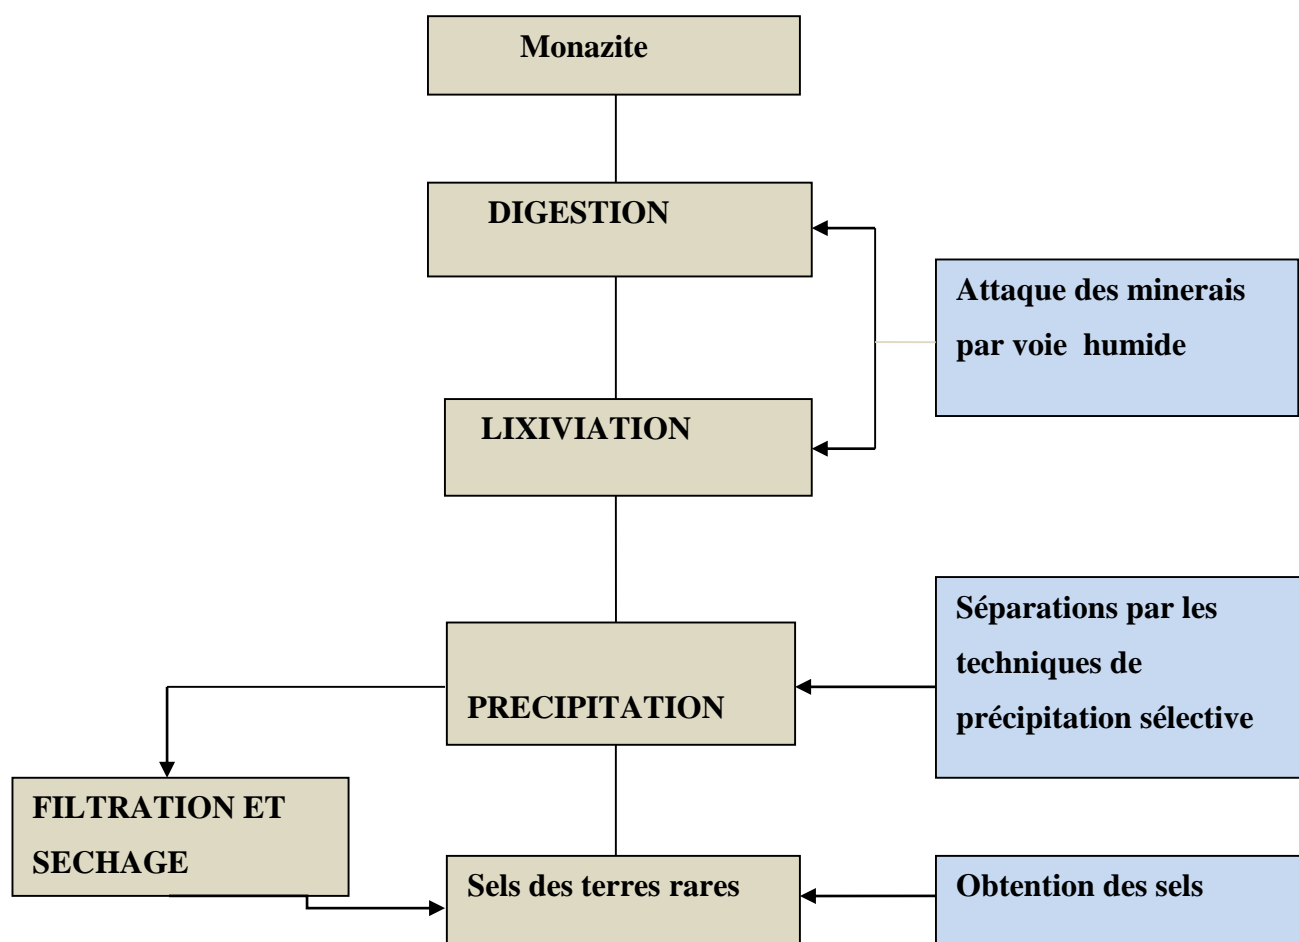 Monazite
DIGESTION
Attaque des minerais
par voie humide
LIXIVIATION
Séparations par les
techniques de
précipitation sélective
PRECIPITATION
FILTRATION ET
SECHAGE
Sels des terres rares
Obtention des sels